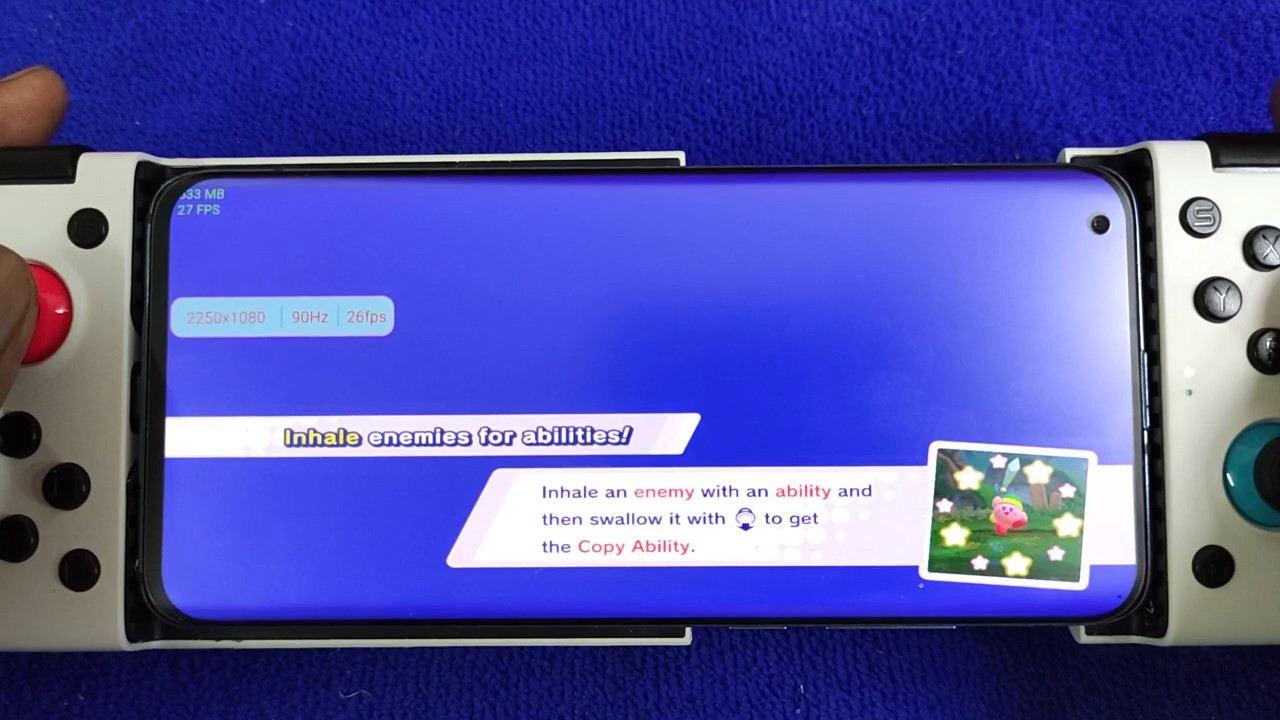 33 MB
27 FPS
2250x1080 90Hz 26fps
Inhale enemies for abilities!
Inhale an enemy with an ability and
then swallow it with to get
the Copy Ability.
S
X
Y